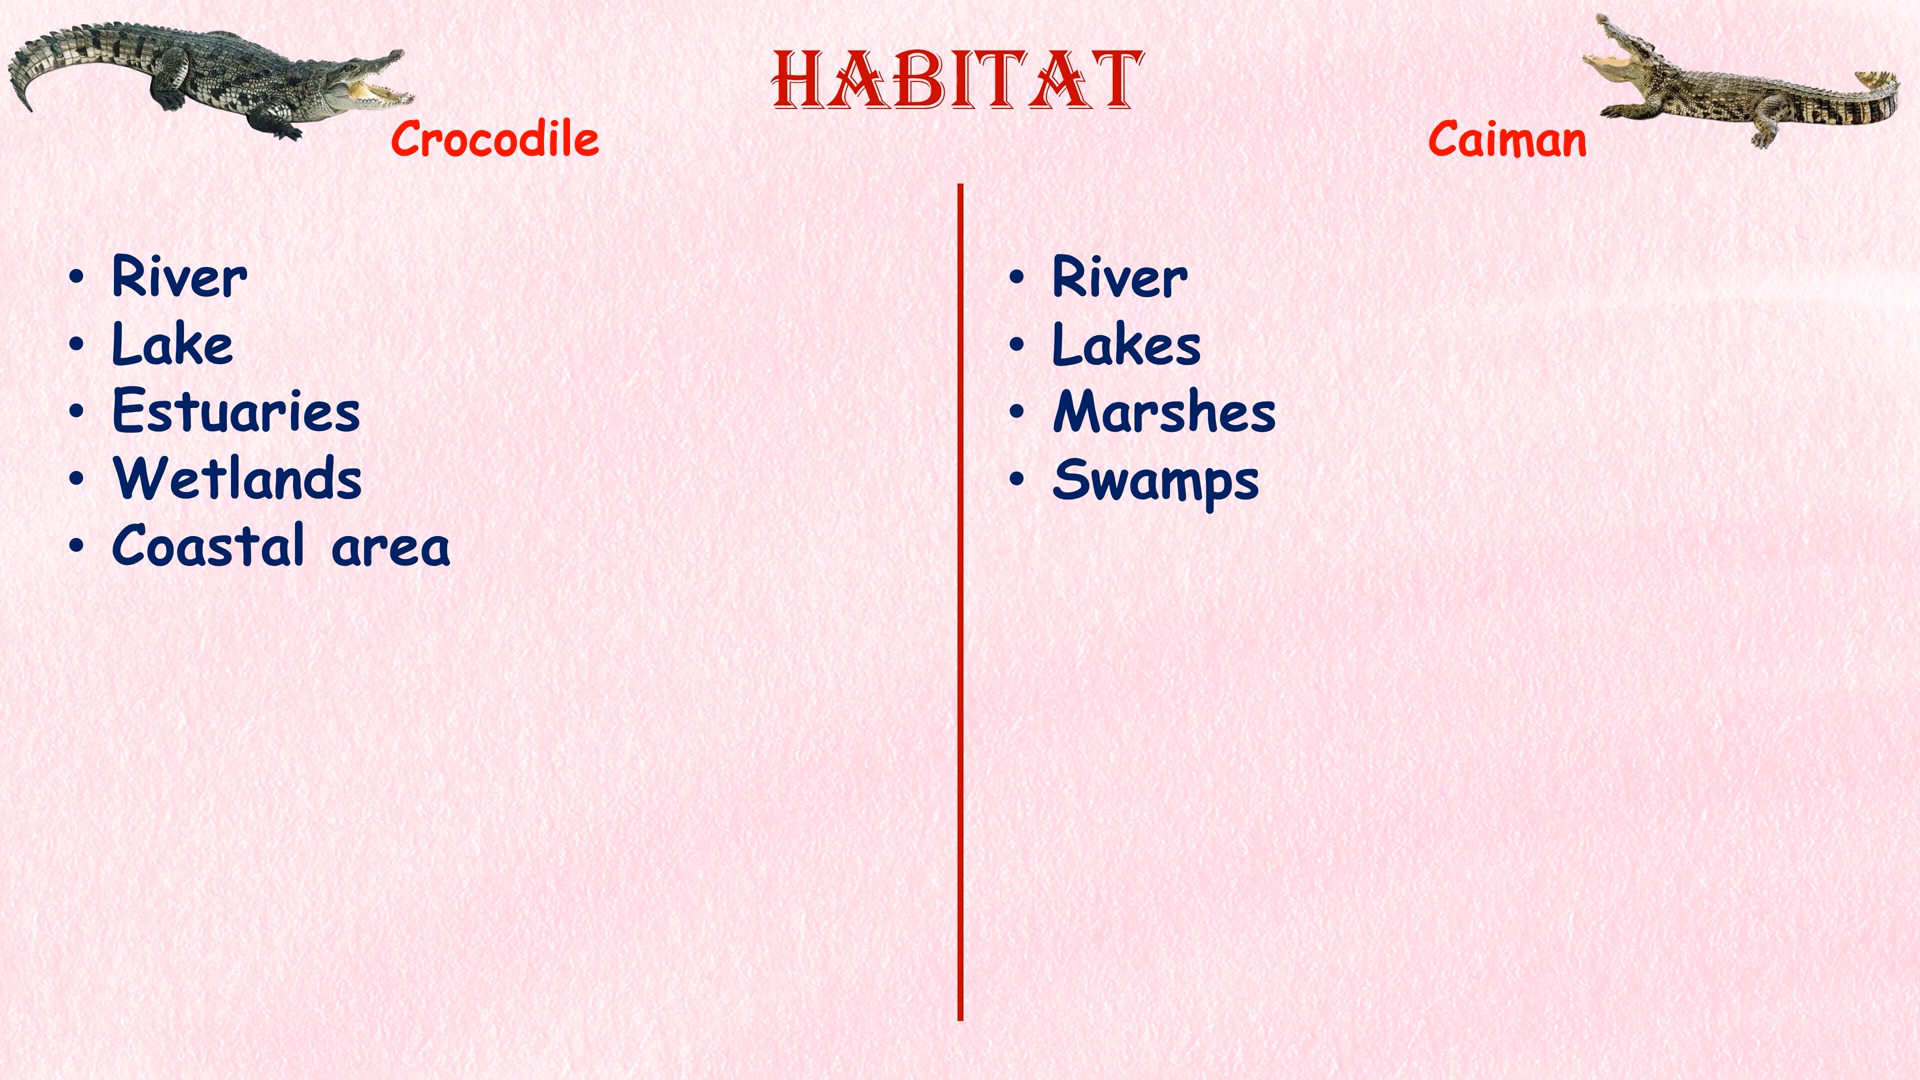 HABITAT
Crocodile
Caiman
• River
• Lake
• Estuaries
• Wetlands
• Coastal area
• River
• Lakes
• Marshes
• Swamps